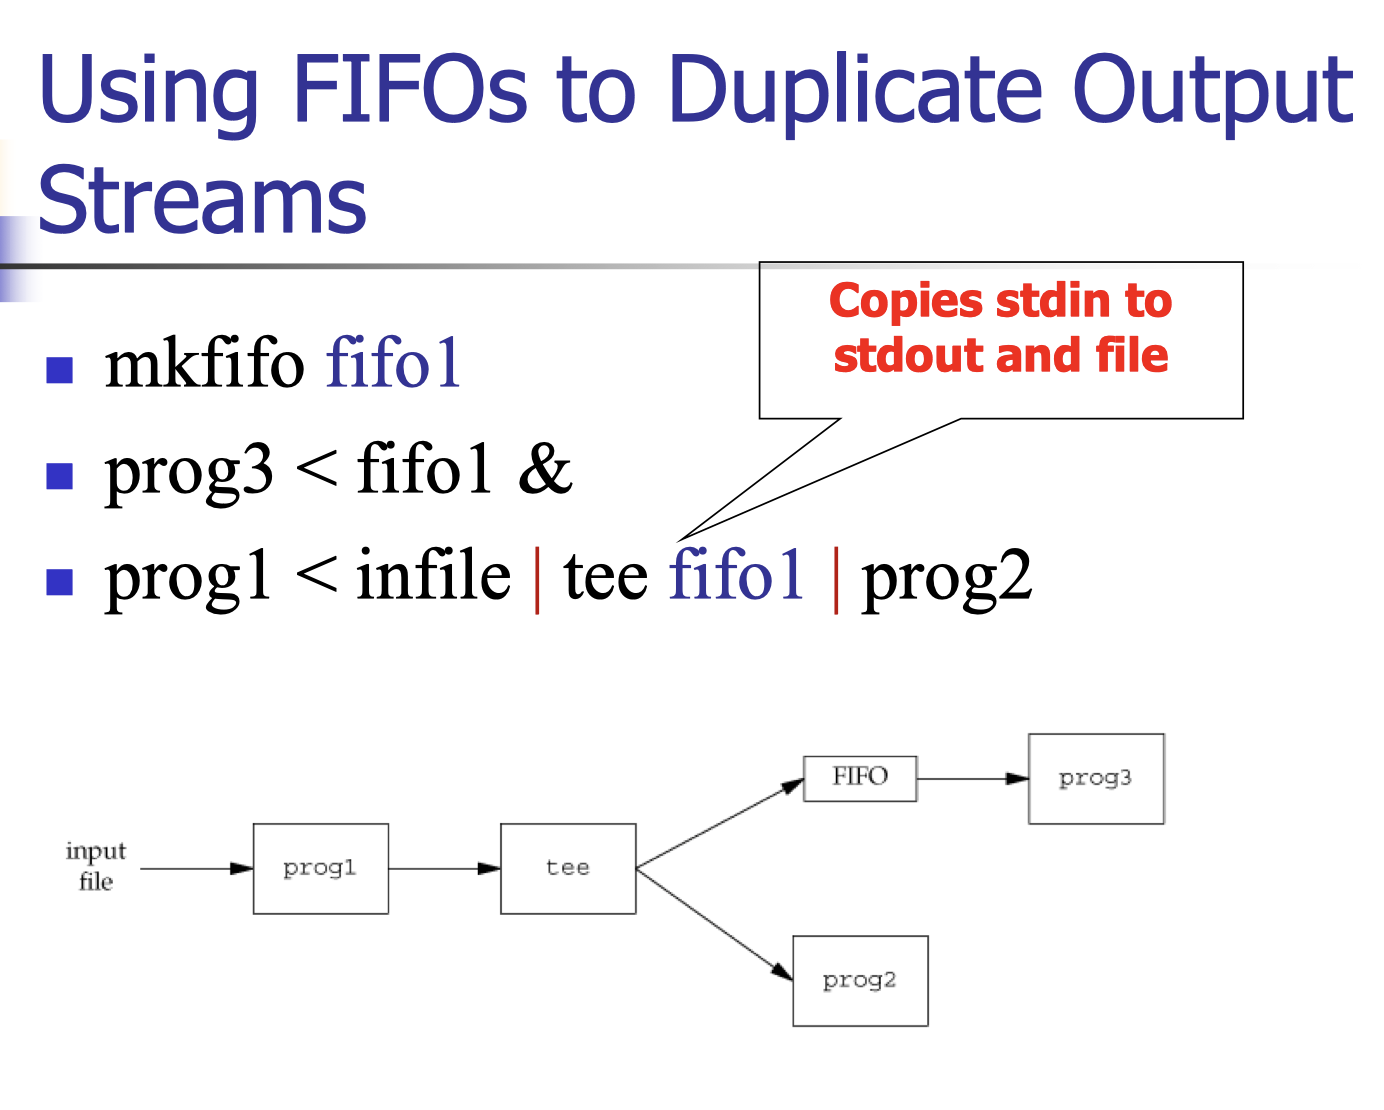 Using FIFOs to Duplicate Output
Streams
Copies stdin to
stdout and file
mkfifo fifo1
prog3 < fifo1 &
prog1 < infile | tee fifo1 | prog2
input
file
prog1
tee
FIFO
prog3
prog2